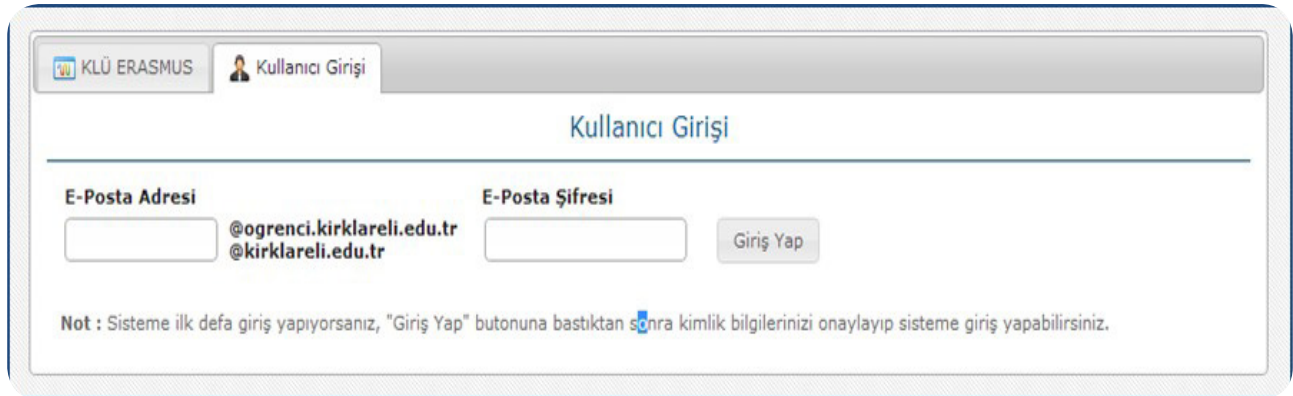 KLÜ ERASMUS
Kullanıcı Girişi
Kullanıcı Girişi
E-Posta Adresi
E-Posta Şifresi
@ogrenci.kirklareli.edu.tr
@kirklareli.edu.tr
Giriş Yap
Not : Sisteme ilk defa giriş yapıyorsanız, "Giriş Yap" butonuna bastıktan sonra kimlik bilgilerinizi onaylayıp sisteme giriş yapabilirsiniz.